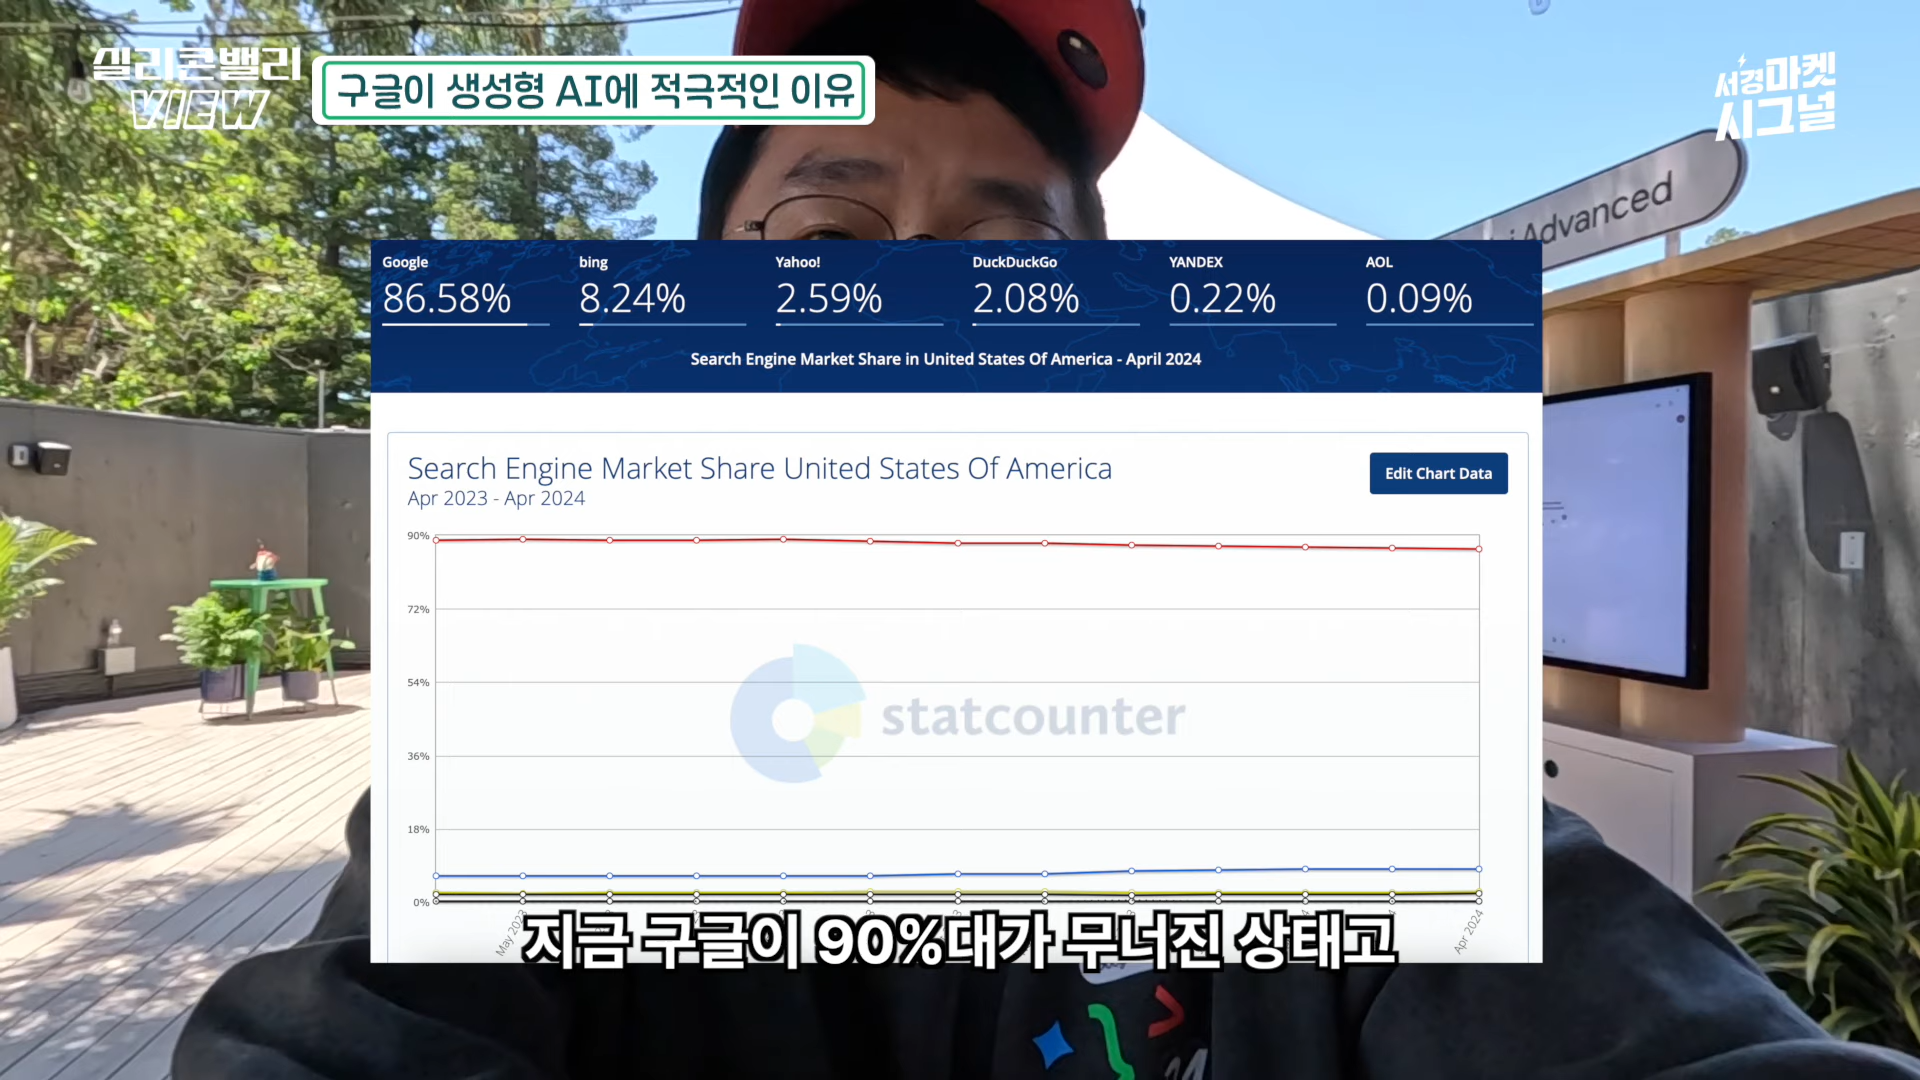 실리콘밸리
VIEW
구글이 생성형 AI에 적극적인 이유
서경마켓
시그널
Advanced
Google
86.58%
bing
8.24%
Yahoo!
2.59%
DuckDuckGo
2.08%
YANDEX
0.22%
AOL
0.09%
Search Engine Market Share in United States Of America - April 2024
Search Engine Market Share United States Of America
Apr 2023 - Apr 2024
Edit Chart Data
90%
72%
54%
36%
18%
0%
statcounter
May 2023
Apr 2024
지금 구글이 90%대가 무너진 상태고